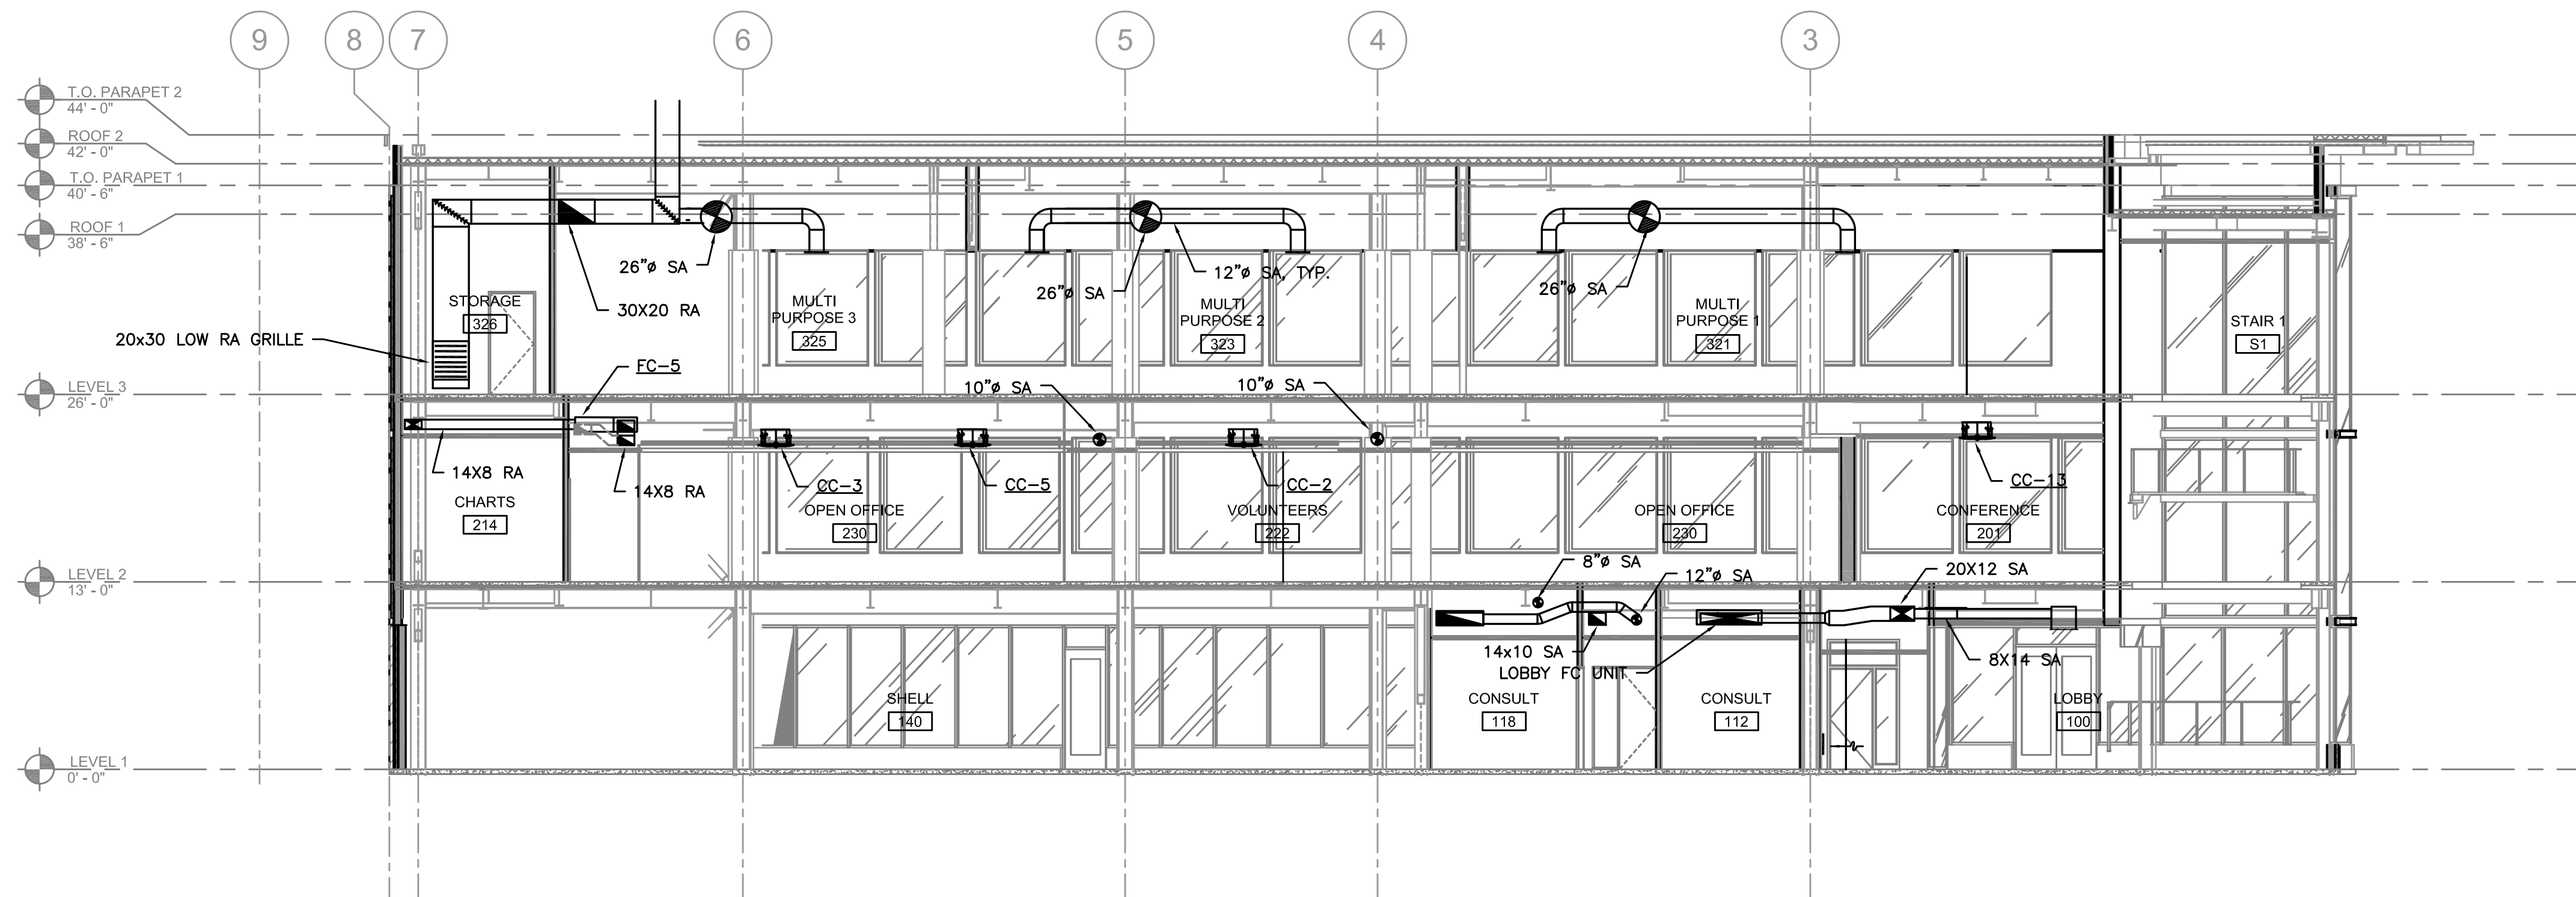 9
8
7
6
5
4
3
T.O. PARAPET 2
44' - 0"
ROOF 2
42' - 0"
T.O. PARAPET 1
40' - 6"
ROOF 1
38' - 6"
LEVEL 3
26' - 0"
LEVEL 2
13' - 0"
LEVEL 1
0' - 0"
26"ø SA
30X20 RA
STORAGE
326
20x30 LOW RA GRILLE
MULTI
PURPOSE 3
325
26"ø SA
12"ø SA, TYP.
MULTI
PURPOSE 2
323
26"ø SA
MULTI
PURPOSE 1
321
STAIR 1
S1
FC-5
10"ø SA
10"ø SA
14X8 RA
14X8 RA
CHARTS
214
CC-3
CC-5
CC-2
CC-13
OPEN OFFICE
230
VOLUNTEERS
222
OPEN OFFICE
230
CONFERENCE
201
8"ø SA
12"ø SA
20X12 SA
14x10 SA
LOBBY FC UNIT
8X14 SA
SHELL
140
CONSULT
118
CONSULT
112
LOBBY
100